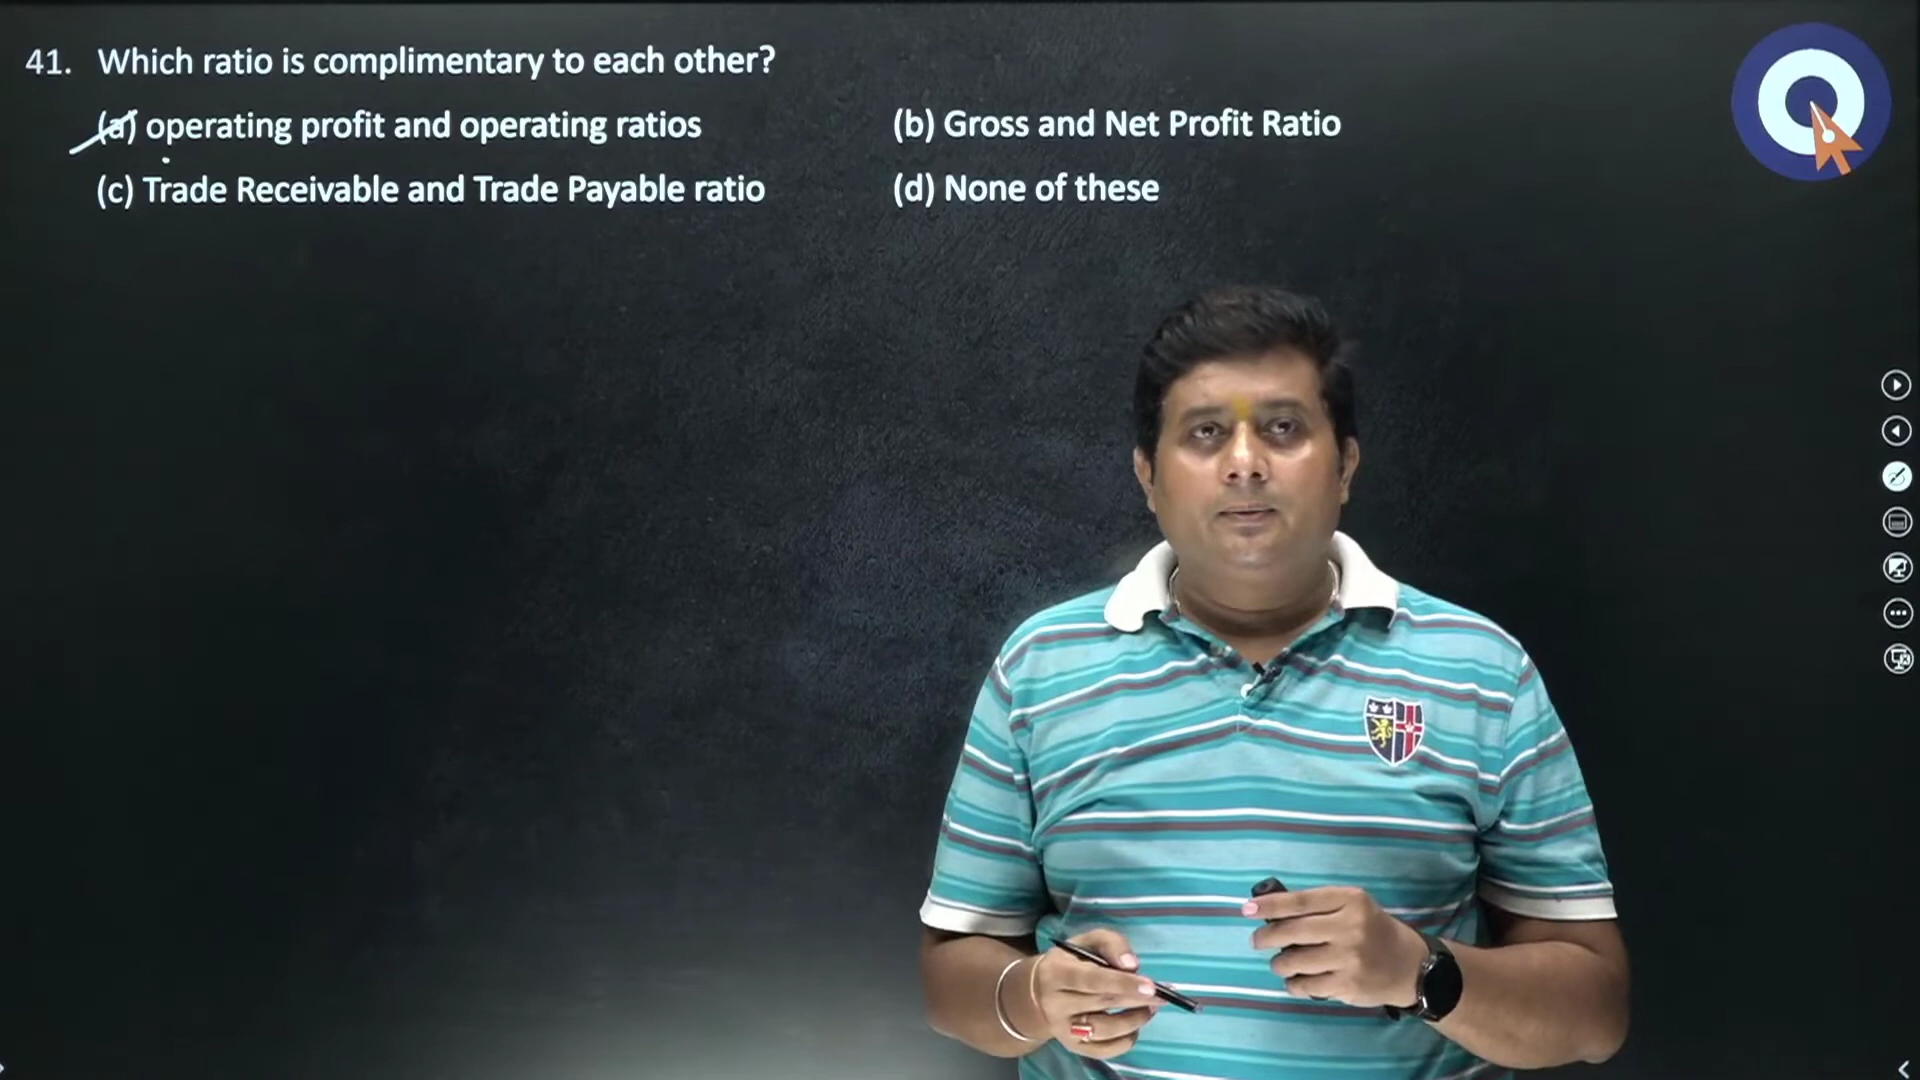 41. Which ratio is complimentary to each other?
(a) operating profit and operating ratios (b) Gross and Net Profit Ratio
(c) Trade Receivable and Trade Payable ratio (d) None of these